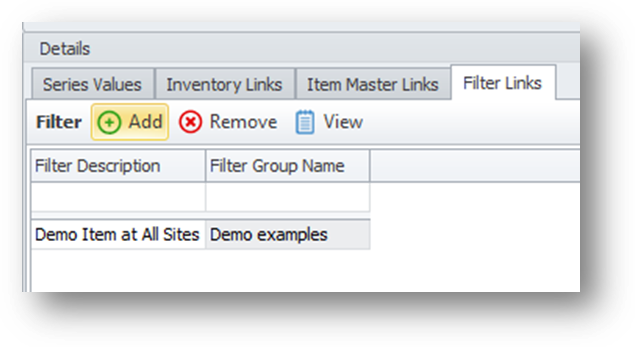 Details
Series Values Inventory Links Item Master Links Filter Links
Filter Add Remove View
Filter Description Filter Group Name
Demo Item at All Sites Demo examples